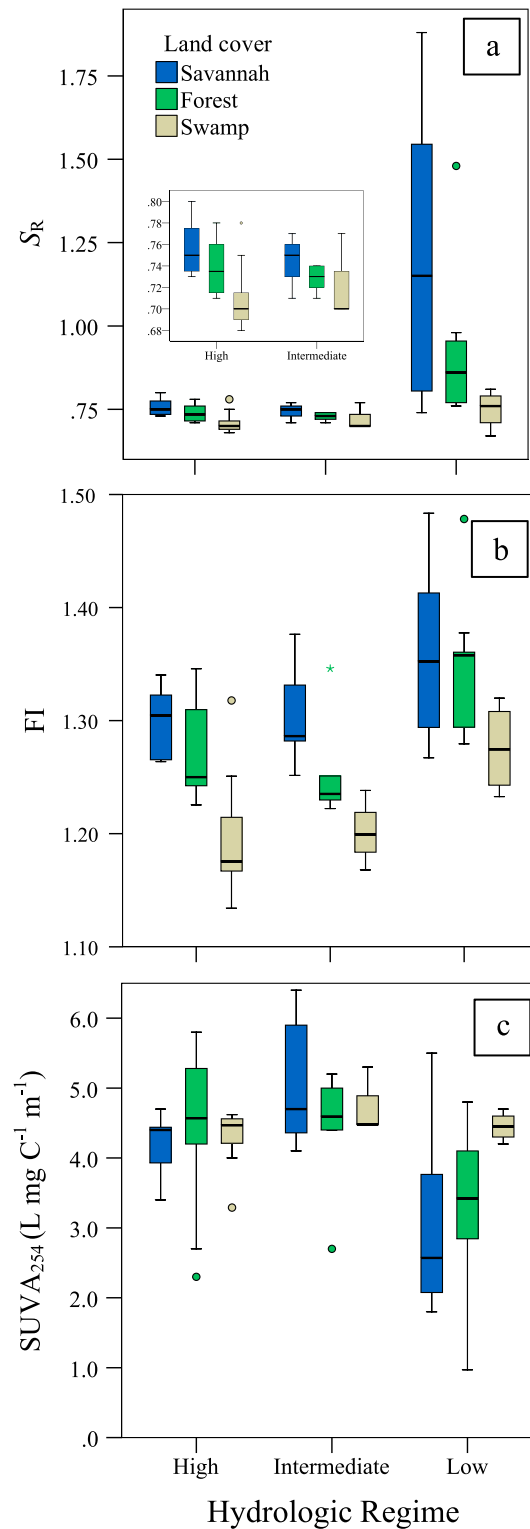 a
Land cover
Savannah
Forest
Swamp
1.75
1.50
1.25
1.00
.75
SR
.80
.78
.76
.74
.72
.70
.68
High
Intermediate
b
1.50
1.40
1.30
1.20
1.10
FI
*
c
6.0
5.0
4.0
3.0
2.0
1.0
.0
SUVA254 (L mg C-1 m-1)
High
Intermediate
Low
Hydrologic Regime